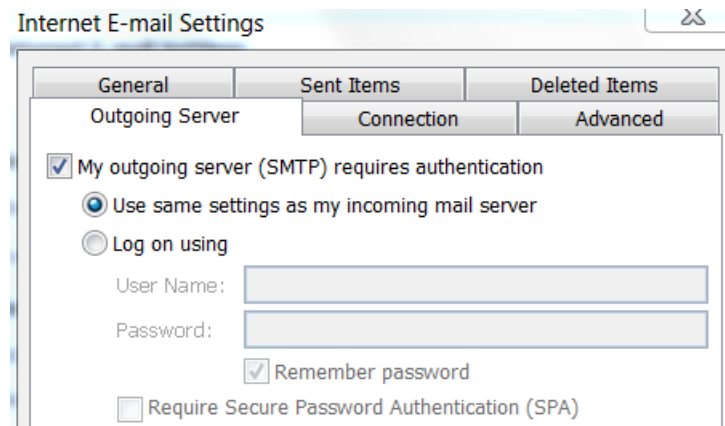 Internet E-mail Settings
General Sent Items Deleted Items
Outgoing Server Connection Advanced
My outgoing server (SMTP) requires authentication
Use same settings as my incoming mail server
Log on using
User Name:
Password:
Remember password
Require Secure Password Authentication (SPA)